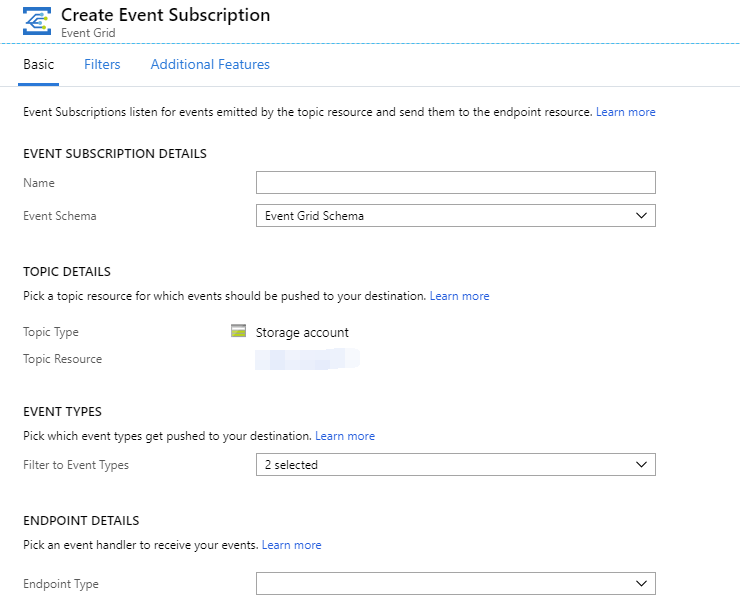 Create Event Subscription
Event Grid
Basic Filters Additional Features
Event Subscriptions listen for events emitted by the topic resource and send them to the endpoint resource. Learn more
EVENT SUBSCRIPTION DETAILS
Name
Event Schema Event Grid Schema
TOPIC DETAILS
Pick a topic resource for which events should be pushed to your destination. Learn more
Topic Type Storage account
Topic Resource
EVENT TYPES
Pick which event types get pushed to your destination. Learn more
Filter to Event Types 2 selected
ENDPOINT DETAILS
Pick an event handler to receive your events. Learn more
Endpoint Type